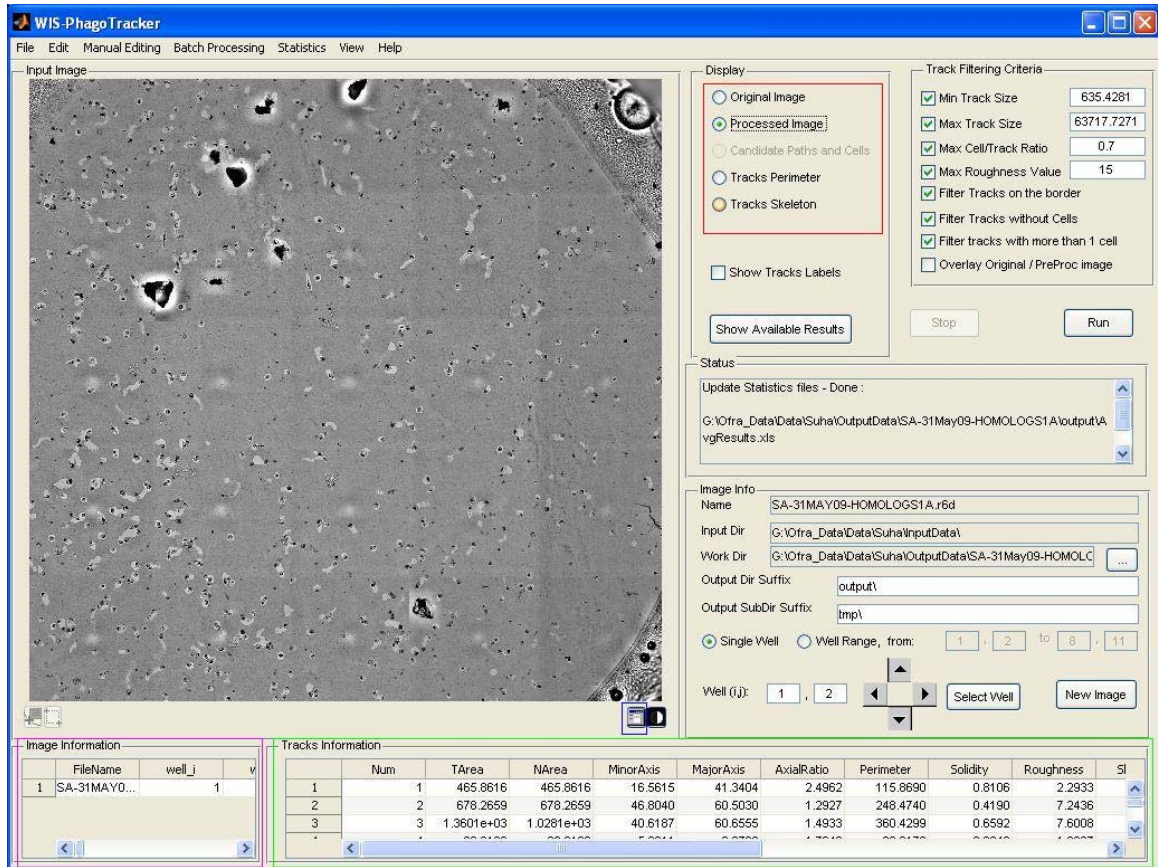 WIS-PhagoTracker
File Edit Manual Editing Batch Processing Statistics View Help
Input Image
Display
Original Image
Processed Image
Candidate Paths and Cells
Tracks Perimeter
Tracks Skeleton
Show Tracks Labels
Show Available Results
Track Filtering Criteria
Min Track Size 635.4281
Max Track Size 63717.7271
Max Cell/Track Ratio 0.7
Max Roughness Value 15
Filter Tracks on the border
Filter Tracks without Cells
Filter tracks with more than 1 cell
Overlay Original / PreProc image
Stop Run
Status
Update Statistics files - Done :
G:\Ofra_Data\Data\Suha\OutputData\SA-31May09-HOMOLOGS1A\output\A
vgResults.xls
Image Info
Name SA-31MAY09-HOMOLOGS1A.r6d
Input Dir G:\Ofra_Data\Data\Suha\InputData\
Work Dir G:\Ofra_Data\Data\Suha\OutputData\SA-31May09-HOMOLC ...
Output Dir Suffix output\
Output SubDir Suffix tmp\
Single Well Well Range, from: 1 , 2 to 8 , 11
Well (i,j): 1 , 2 Select Well New Image
Image Information
FileName well_i
1 SA-31MAY0... 1
Tracks Information
Num TArea NArea MinorAxis MajorAxis AxialRatio Perimeter Solidity Roughness
1 1 465.8616 465.8616 16.5615 41.3404 2.4962 115.8690 0.8106 2.2933
2 2 678.2659 678.2659 46.8040 60.5030 1.2927 248.4740 0.4190 7.2436
3 3 1.3601e+03 1.0281e+03 40.6187 60.6555 1.4933 360.4299 0.6592 7.6008